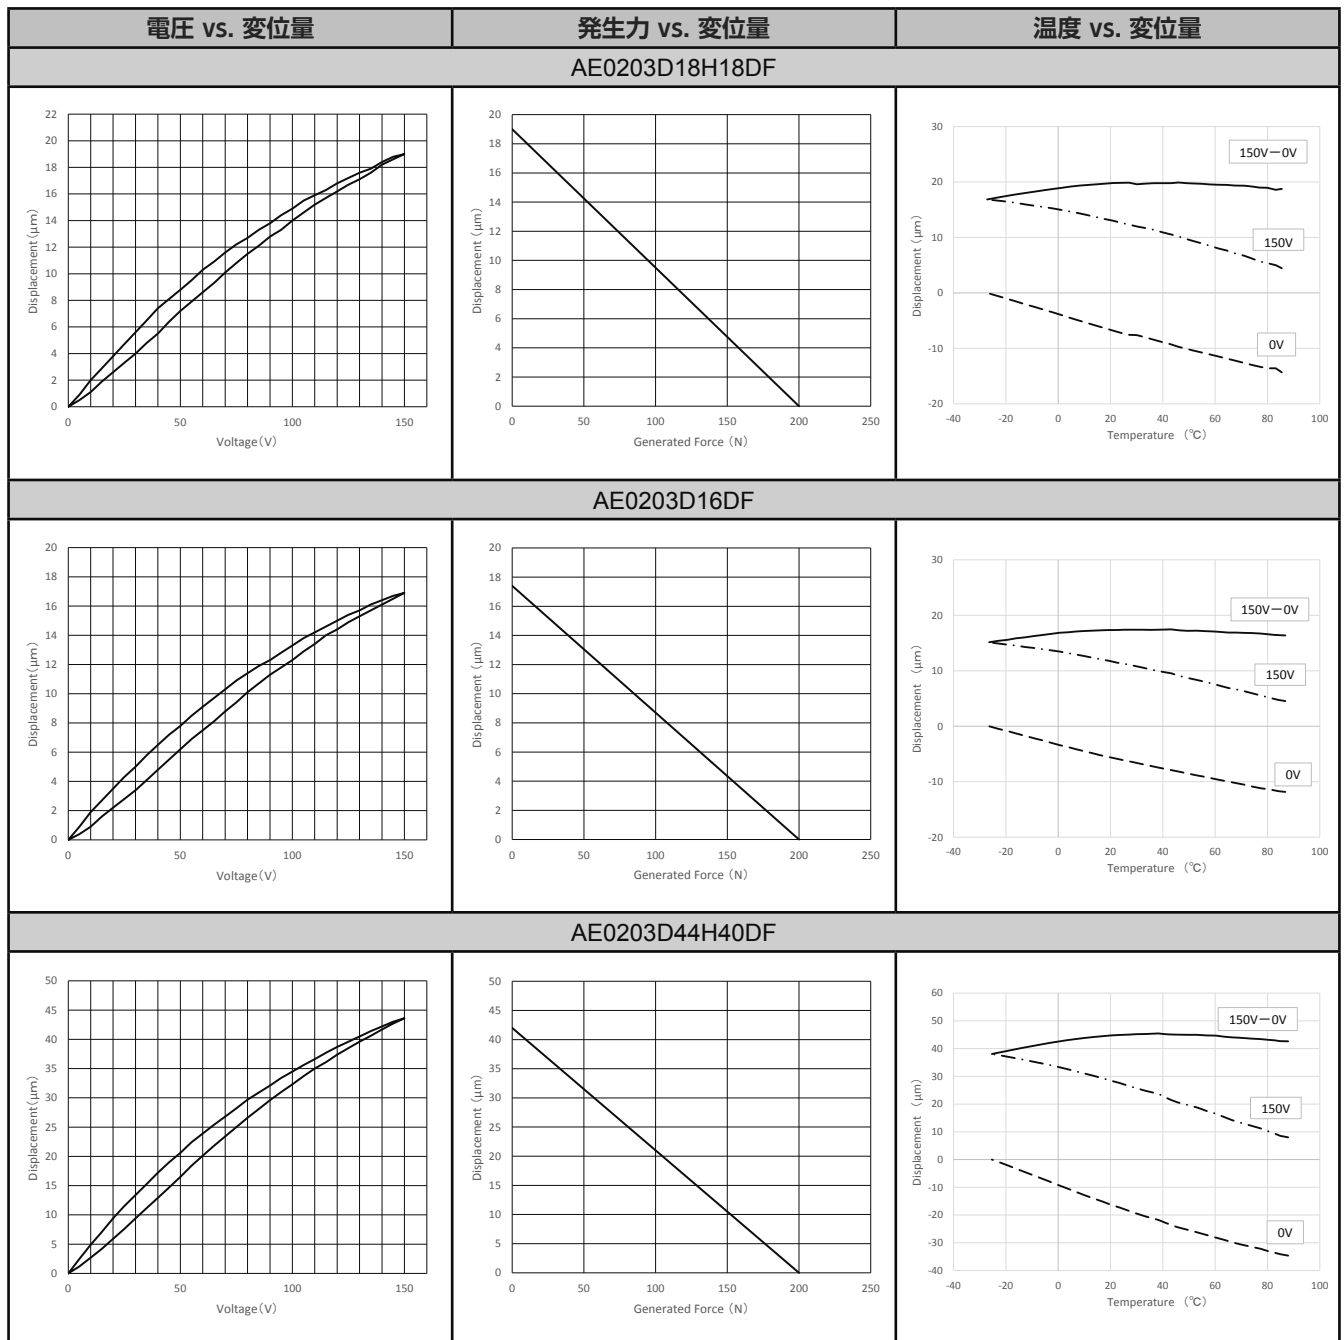 電圧 vs. 変位量
発生力 vs. 変位量
温度 vs. 変位量
AE0203D18H18DF
22
20
18
16
14
12
10
8
6
4
2
0
0 50 100 150
Displacement(μm)
Voltage(V)
20
18
16
14
12
10
8
6
4
2
0
0 50 100 150 200 250
Displacement (μm)
Generated Force (N)
30
20
10
0
-10
-20
-40 -20 0 20 40 60 80 100
Displacement (μm)
Temperature (℃)
150V-0V
150V
0V
AE0203D16DF
20
18
16
14
12
10
8
6
4
2
0
0 50 100 150
Displacement(μm)
Voltage(V)
20
18
16
14
12
10
8
6
4
2
0
0 50 100 150 200 250
Displacement (μm)
Generated Force (N)
30
20
10
0
-10
-20
-40 -20 0 20 40 60 80 100
Displacement (μm)
Temperature (℃)
150V-0V
150V
0V
AE0203D44H40DF
50
45
40
35
30
25
20
15
10
5
0
0 50 100 150
Displacement(μm)
Voltage(V)
50
45
40
35
30
25
20
15
10
5
0
0 50 100 150 200 250
Displacement (μm)
Generated Force (N)
60
50
40
30
20
10
0
-10
-20
-30
-40
-40 -20 0 20 40 60 80 100
Displacement (μm)
Temperature (℃)
150V-0V
150V
0V